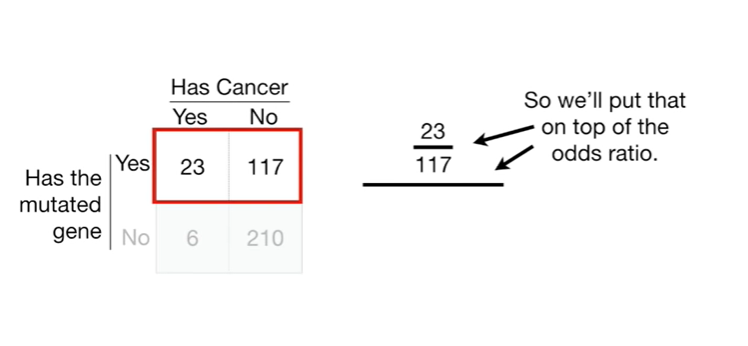 Has Cancer
Yes No
Has the
mutated
gene
Yes 23 117
No 6 210
23
117
So we'll put that
on top of the
odds ratio.